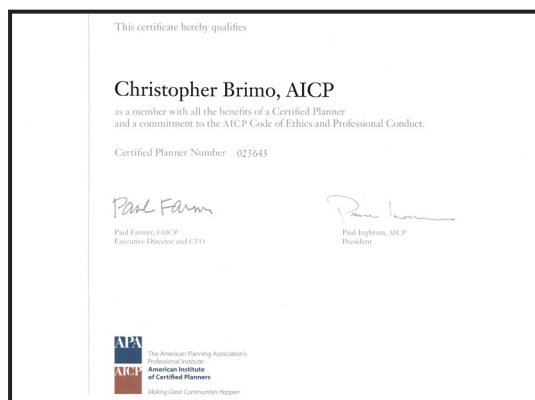 This certificate hereby qualifies
Christopher Brimo, AICP
as a member with all the benefits of a Certified Planner
and a commitment to the AICP Code of Ethics and Professional Conduct.
Certified Planner Number 023643
Paul Farmer
Paul Farmer, FAICP
Executive Director and CEO
Paul Inghram, AICP
President
APA
The American Planning Association's
Professional Institute
AICP
American Institute
of Certified Planners
Making Great Communities Happen